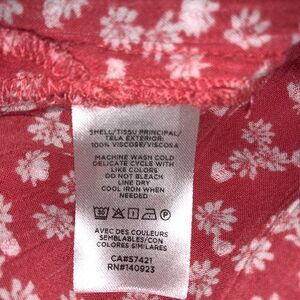 SHELL/TISSU PRINCIPAL/
TELA EXTERIOR:
100% VISCOSE/VISCOSA
MACHINE WASH COLD
DELICATE CYCLE WITH
LIKE COLORS
DO NOT BLEACH
LINE DRY
COOL IRON WHEN
NEEDED
AVEC DES COULEURS
SEMBLABLES/CON
COLORES SIMILARES
CA#57421
RN#140923